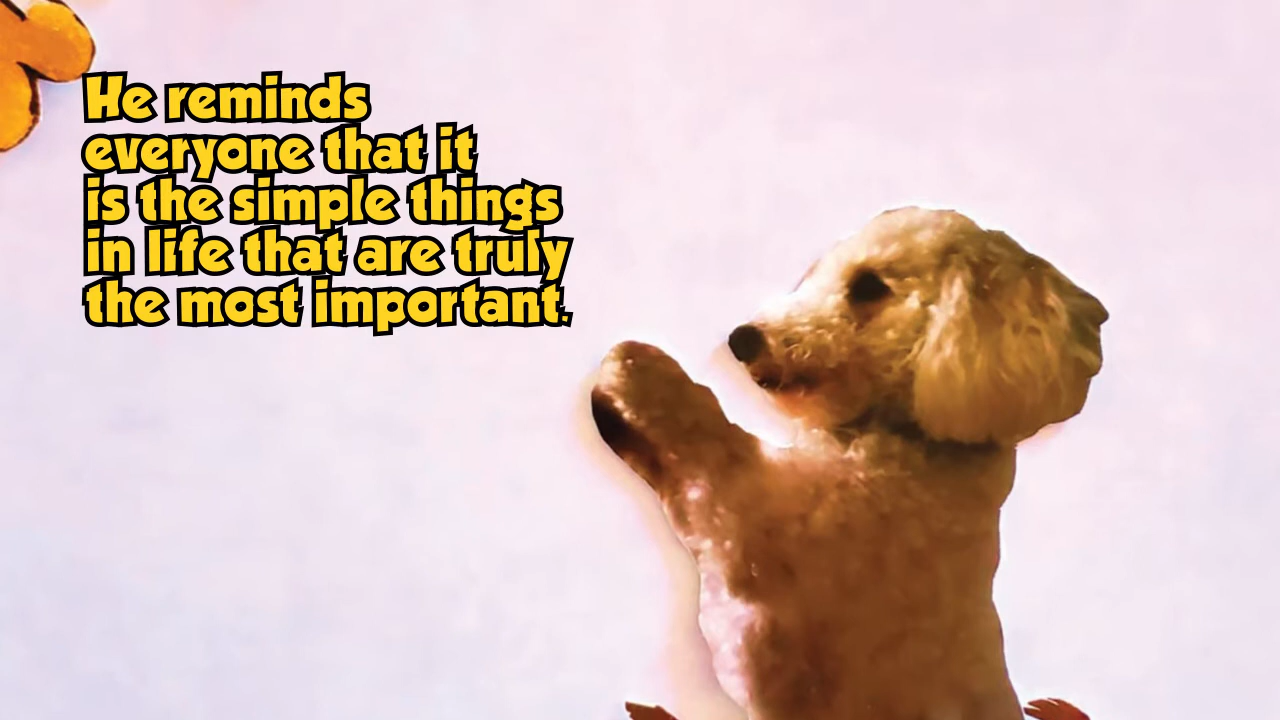 He reminds
everyone that it
is the simple things
in life that are truly
the most important.